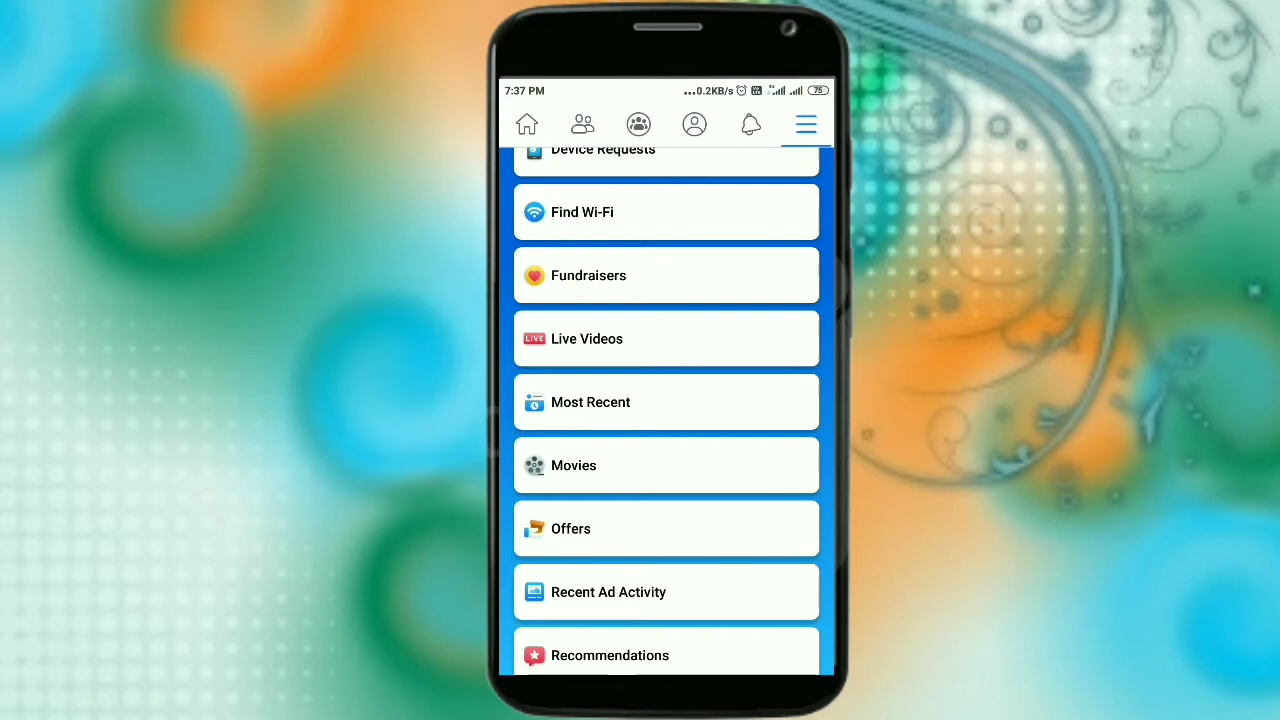 7:37 PM
...0.2KB/s
75
Device Requests
Find Wi-Fi
Fundraisers
LIVE
Live Videos
Most Recent
Movies
Offers
Recent Ad Activity
Recommendations